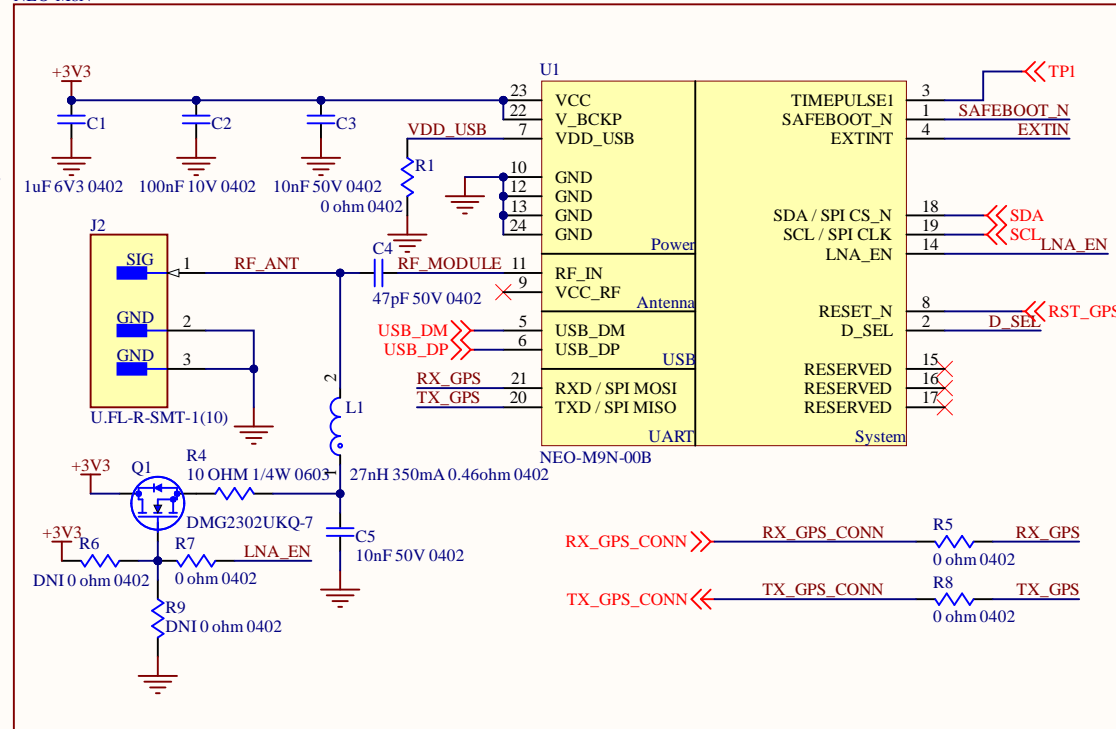 +3V3
C1
C2
C3
1uF 6V3 0402
100nF 10V 0402
10nF 50V 0402
VDD_USB
R1
0 ohm 0402
U1
23
VCC
22
V_BCKP
7
VDD_USB
10
GND
12
GND
13
GND
24
GND
Power
11
RF_IN
9
VCC_RF
Antenna
5
USB_DM
6
USB_DP
USB
21
RXD / SPI MOSI
20
TXD / SPI MISO
UART
TIMEPULSE1
3
SAFEBOOT_N
1
EXTINT
4
SDA / SPI CS_N
18
SCL / SPI CLK
19
LNA_EN
14
RESET_N
8
D_SEL
2
RESERVED
15
RESERVED
16
RESERVED
17
System
NEO-M9N-00B
TP1
SAFEBOOT_N
EXTIN
SDA
SCL
LNA_EN
RST_GPS
D_SEL
J2
SIG
1
GND
2
GND
3
U.FL-R-SMT-1(10)
RF_ANT
C4
RF_MODULE
47pF 50V 0402
USB_DM
USB_DP
RX_GPS
TX_GPS
2
L1
1
27nH 350mA 0.46ohm 0402
+3V3
Q1
R4
10 OHM 1/4W 0603
DMG2302UKQ-7
+3V3
R6
DNI 0 ohm 0402
R7
LNA_EN
0 ohm 0402
C5
10nF 50V 0402
R9
DNI 0 ohm 0402
RX_GPS_CONN
RX_GPS_CONN
R5
RX_GPS
0 ohm 0402
TX_GPS_CONN
TX_GPS_CONN
R8
TX_GPS
0 ohm 0402